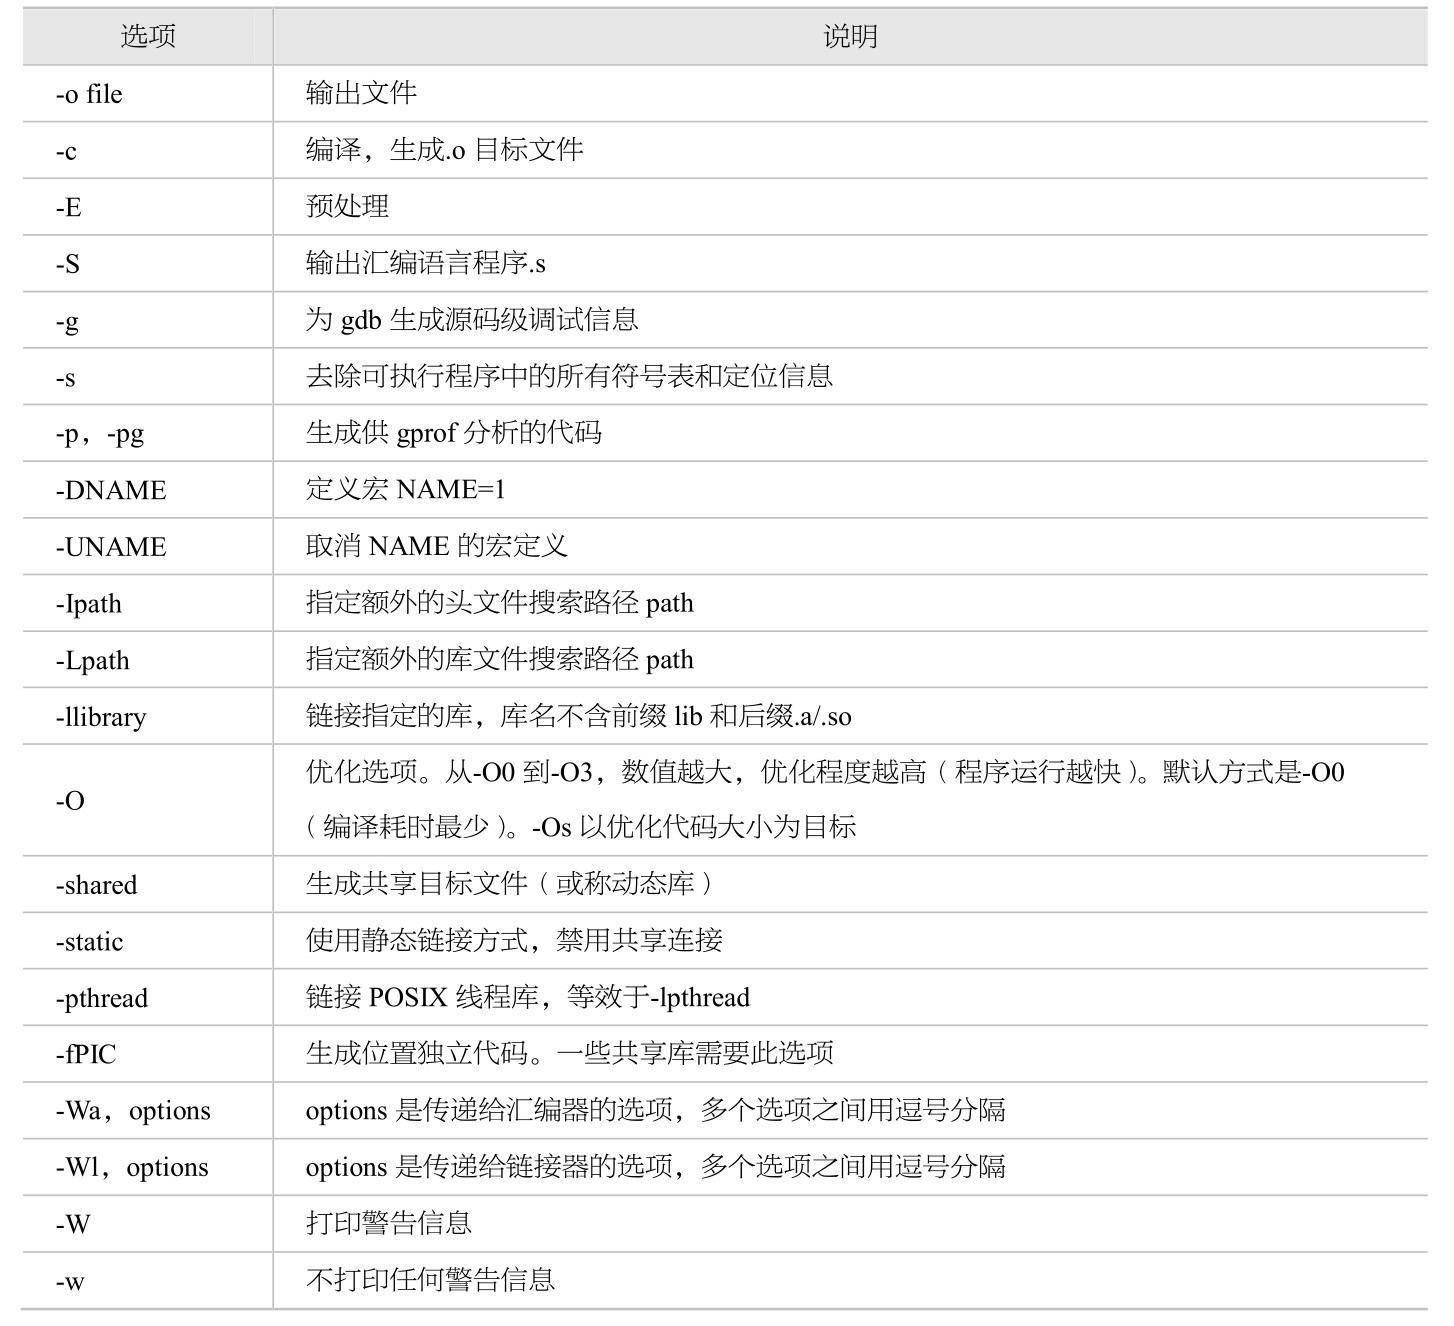 选项 说明
-o file 输出文件
-c 编译，生成.o 目标文件
-E 预处理
-S 输出汇编语言程序.s
-g 为 gdb 生成源码级调试信息
-s 去除可执行程序中的所有符号表和定位信息
-p，-pg 生成供 gprof 分析的代码
-DNAME 定义宏 NAME=1
-UNAME 取消 NAME 的宏定义
-Ipath 指定额外的头文件搜索路径 path
-Lpath 指定额外的库文件搜索路径 path
-llibrary 链接指定的库，库名不含前缀 lib 和后缀.a/.so
-O 优化选项。从-O0 到-O3，数值越大，优化程度越高（程序运行越快）。默认方式是-O0
（编译耗时最少）。-Os 以优化代码大小为目标
-shared 生成共享目标文件（或称动态库）
-static 使用静态链接方式，禁用共享连接
-pthread 链接 POSIX 线程库，等效于-lpthread
-fPIC 生成位置独立代码。一些共享库需要此选项
-Wa，options options 是传递给汇编器的选项，多个选项之间用逗号分隔
-Wl，options options 是传递给链接器的选项，多个选项之间用逗号分隔
-W 打印警告信息
-w 不打印任何警告信息